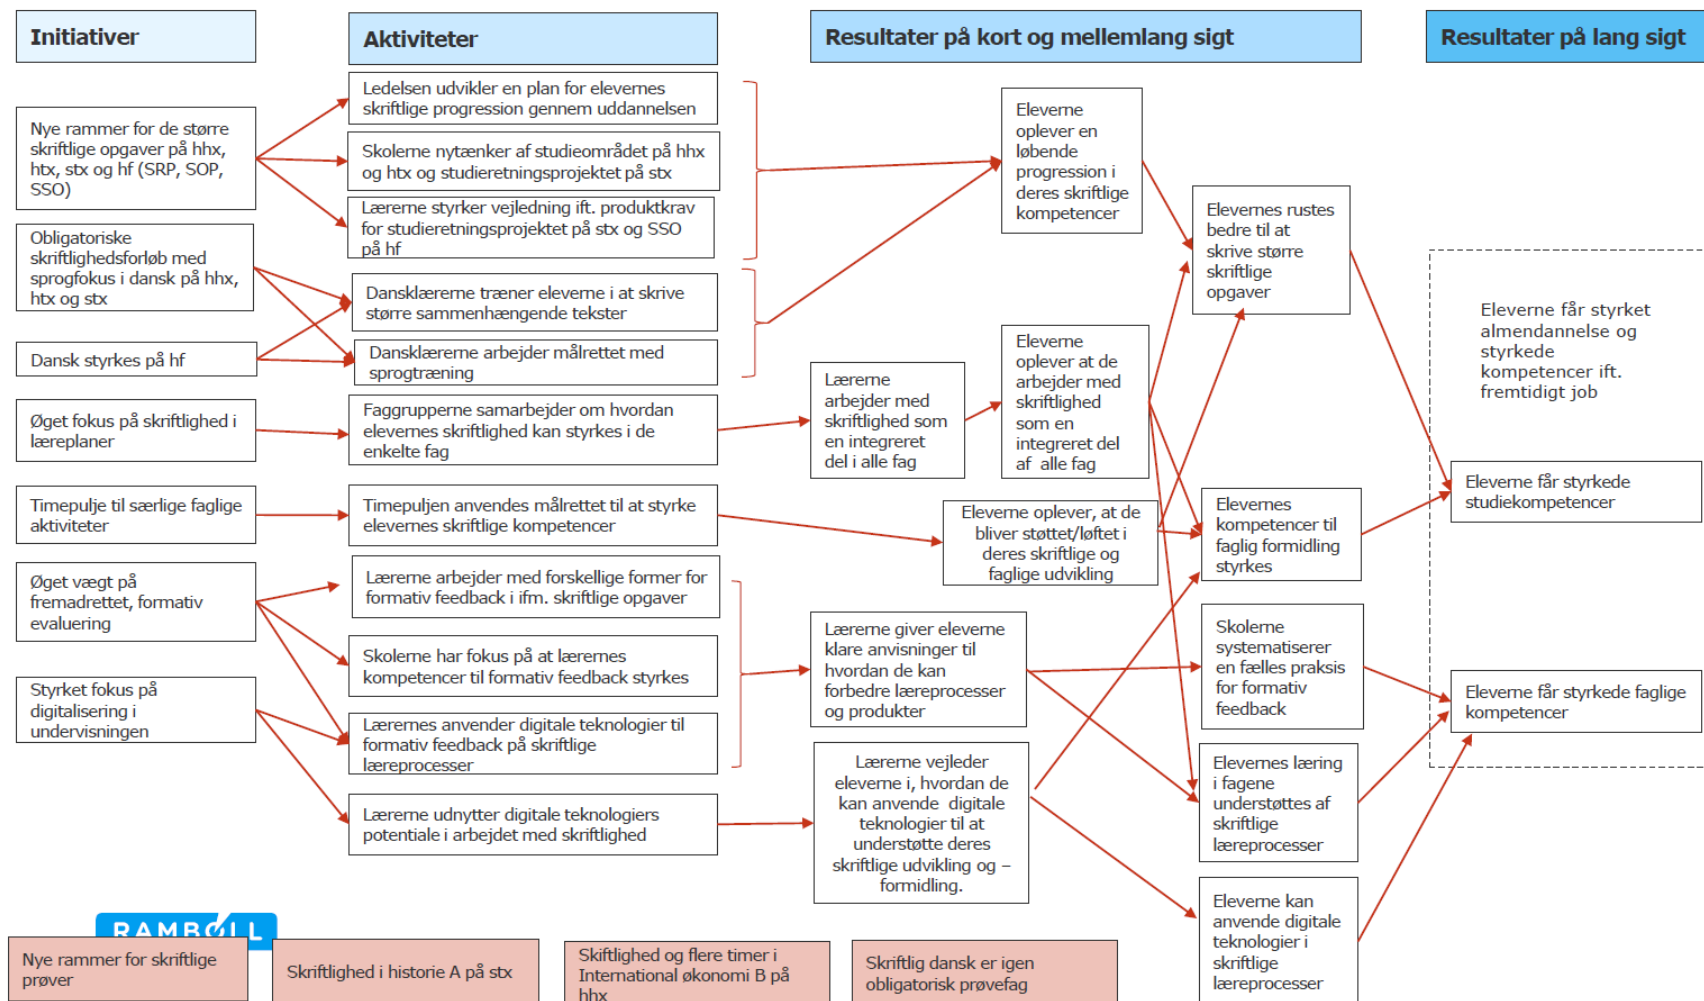 Initiativer
Aktiviteter
Resultater på kort og mellemlang sigt
Resultater på lang sigt
Nye rammer for de større
skriftlige opgaver på hhx,
htx, stx og hf (SRP, SOP,
SSO)
Obligatoriske
skriftlighedsforløb med
sprogfokus i dansk på hhx,
htx og stx
Dansk styrkes på hf
Øget fokus på skriftlighed i
læreplaner
Timepulje til særlige faglige
aktiviteter
Øget vægt på
fremadrettet, formativ
evaluering
Styrket fokus på
digitalisering i
undervisningen
Ledelsen udvikler en plan for elevernes
skriftlige progression gennem uddannelsen
Skolerne nytænker af studieområdet på hhx
og htx og studieretningsprojektet på stx
Lærerne styrker vejledning ift. produktkrav
for studieretningsprojektet på stx og SSO
på hf
Dansklærerne træner eleverne i at skrive
større sammenhængende tekster
Dansklærerne arbejder målrettet med
sprogtræning
Faggrupperne samarbejder om hvordan
elevernes skriftlighed kan styrkes i de
enkelte fag
Timepuljen anvendes målrettet til at styrke
elevernes skriftlige kompetencer
Lærerne arbejder med forskellige former for
formativ feedback i ifm. skriftlige opgaver
Skolerne har fokus på at lærernes
kompetencer til formativ feedback styrkes
Lærernes anvender digitale teknologier til
formativ feedback på skriftlige
læreprocesser
Lærerne udnytter digitale teknologiers
potentiale i arbejdet med skriftlighed
Lærerne
arbejder med
skriftlighed som
en integreret
del i alle fag
Eleverne
oplever en
løbende
progression i
deres skriftlige
kompetencer
Eleverne
oplever at de
arbejder med
skriftlighed
som en
integreret del
af alle fag
Eleverne oplever, at de
bliver støttet/løftet i
deres skriftlige og
faglige udvikling
Lærerne giver eleverne
klare anvisninger til
hvordan de kan
forbedre læreprocesser
og produkter
Lærerne vejleder
eleverne i, hvordan de
kan anvende digitale
teknologier til at
understøtte deres
skriftlige udvikling og –
formidling.
Elevernes rustes
bedre til at
skrive større
skriftlige
opgaver
Elevernes
kompetencer til
faglig formidling
styrkes
Skolerne
systematiserer
en fælles praksis
for formativ
feedback
Elevernes læring
i fagene
understøttes af
skriftlige
læreprocesser
Eleverne kan
anvende digitale
teknologier i
skriftlige
læreprocesser
Eleverne får styrket
almendannelse og
styrkede
kompetencer ift.
fremtidigt job
Eleverne får styrkede
studiekompetencer
Eleverne får styrkede faglige
kompetencer
RAMBØLL
Nye rammer for skriftlige
prøver
Skriftlighed i historie A på stx
Skiftlighed og flere timer i
International økonomi B på
hhx
Skriftlig dansk er igen
obligatorisk prøvefag